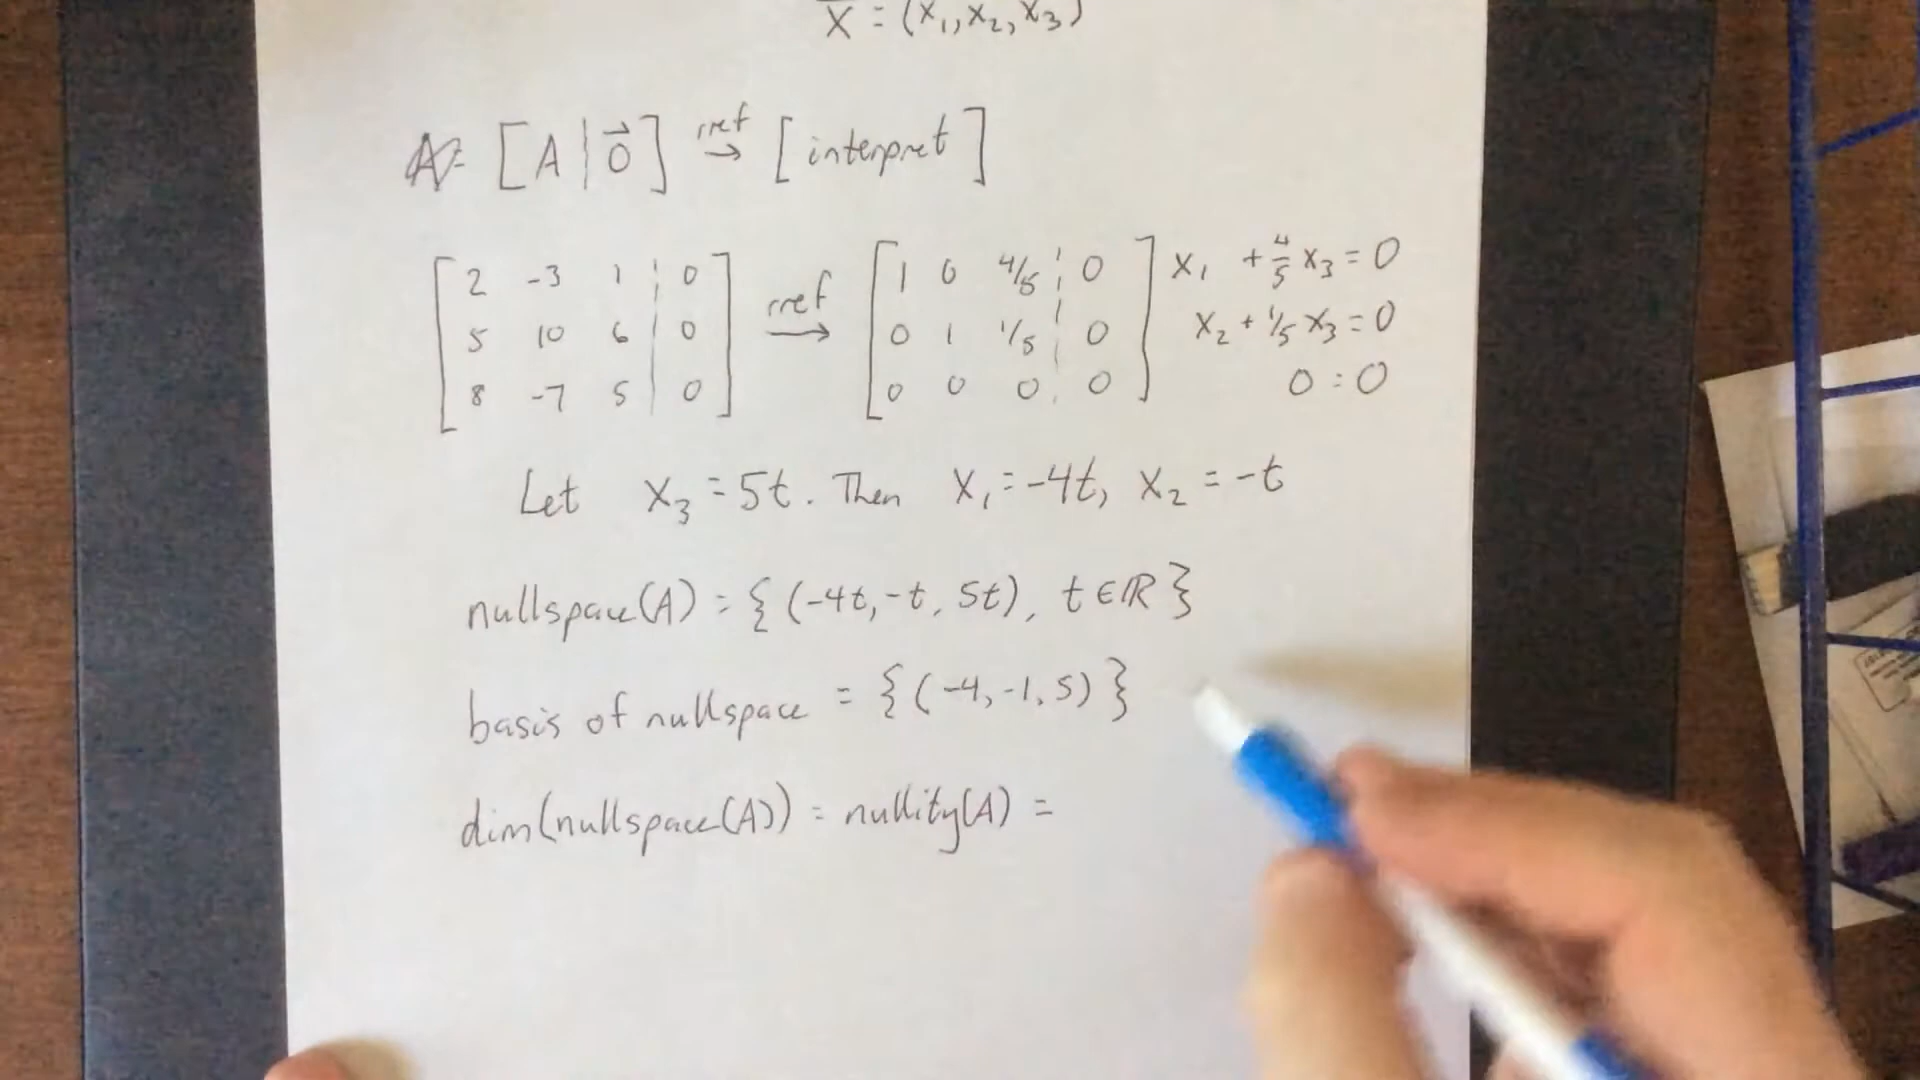 X = (x₁, x₂, x₃)
A= [A | 0⃗] rref → [interpret]
[2 -3 1 | 0] rref → [1 0 4/5 | 0] x₁ + 4/5 x₃ = 0
[5 10 6 | 0] [0 1 1/5 | 0] x₂ + 1/5 x₃ = 0
[8 -7 5 | 0] [0 0 0 | 0] 0 = 0
Let x₃ = 5t. Then x₁ = -4t, x₂ = -t
nullspace(A) = {(-4t, -t, 5t), t ∈ ℝ}
basis of nullspace = {(-4, -1, 5)}
dim(nullspace(A)) = nullity(A) =